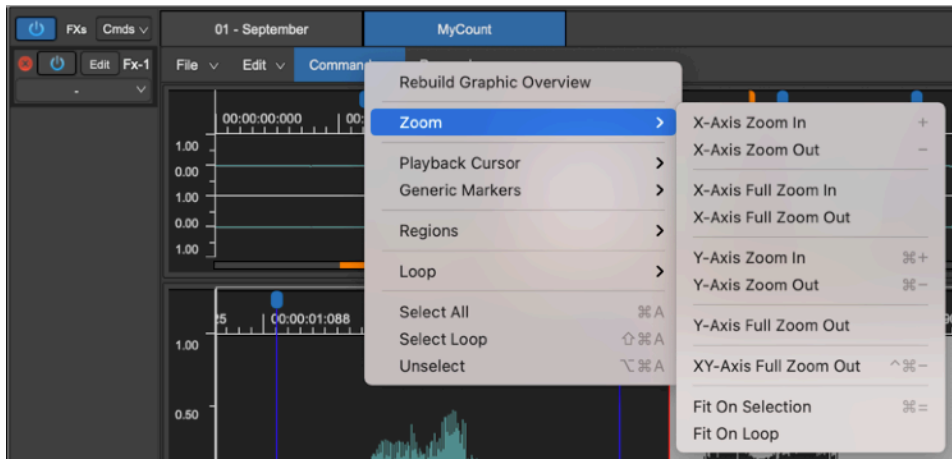 FXs Cmds 01 - September MyCount
Edit Fx-1 File Edit
-
Rebuild Graphic Overview
Zoom
Playback Cursor
Generic Markers
Regions
Loop
Select All ⌘A
Select Loop ⇧⌘A
Unselect ⌥⌘A
X-Axis Zoom In +
X-Axis Zoom Out −
X-Axis Full Zoom In
X-Axis Full Zoom Out
Y-Axis Zoom In ⌘+
Y-Axis Zoom Out ⌘−
Y-Axis Full Zoom Out
XY-Axis Full Zoom Out ^⌘−
Fit On Selection ⌘=
Fit On Loop
00:00:00:000
1.00
0.00
1.00
0.00
1.00
00:00:01:088
1.00
0.50